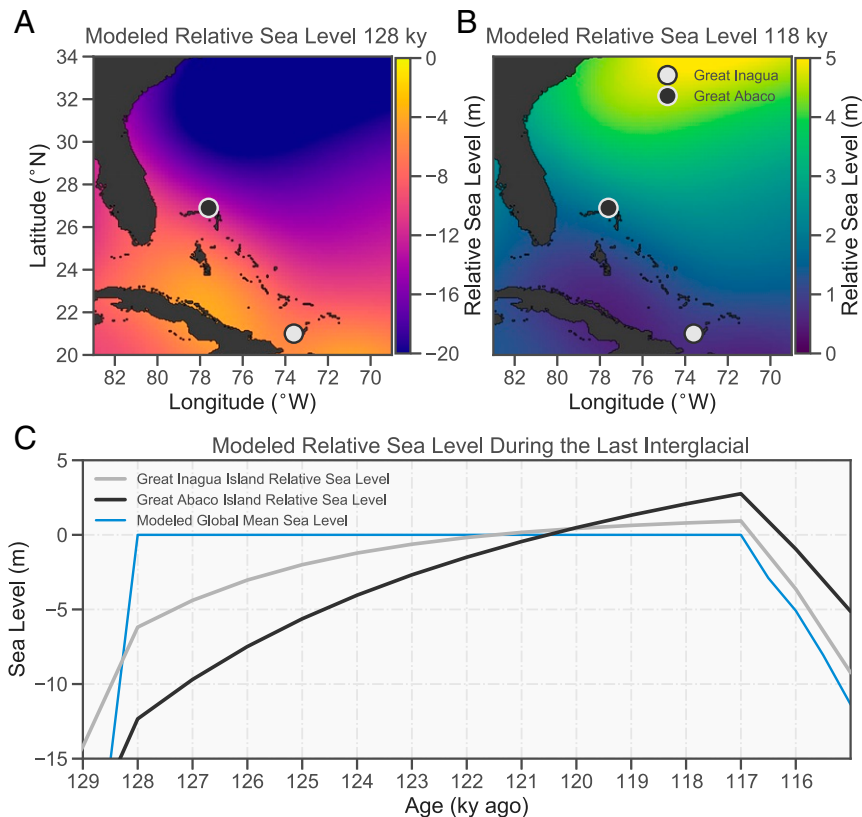 A
Modeled Relative Sea Level 128 ky
34
32
30
28
26
24
22
20
Latitude (°N)
82 80 78 76 74 72 70
Longitude (°W)
0
−4
−8
−12
−16
−20
Relative Sea Level (m)
B
Modeled Relative Sea Level 118 ky
Great Inagua
Great Abaco
82 80 78 76 74 72 70
Longitude (°W)
5
4
3
2
1
0
Relative Sea Level (m)
C
Modeled Relative Sea Level During the Last Interglacial
Great Inagua Island Relative Sea Level
Great Abaco Island Relative Sea Level
Modeled Global Mean Sea Level
5
0
−5
−10
−15
Sea Level (m)
129 128 127 126 125 124 123 122 121 120 119 118 117 116
Age (ky ago)